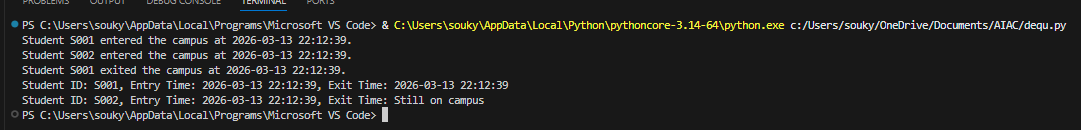 PROBLEMS OUTPUT DEBUG CONSOLE TERMINAL PORTS
PS C:\Users\souky\AppData\Local\Programs\Microsoft VS Code> & C:\Users\souky\AppData\Local\Python\pythoncore-3.14-64\python.exe c:/Users/souky/OneDrive/Documents/AIAC/dequ.py
Student S001 entered the campus at 2026-03-13 22:12:39.
Student S002 entered the campus at 2026-03-13 22:12:39.
Student S001 exited the campus at 2026-03-13 22:12:39.
Student ID: S001, Entry Time: 2026-03-13 22:12:39, Exit Time: 2026-03-13 22:12:39
Student ID: S002, Entry Time: 2026-03-13 22:12:39, Exit Time: Still on campus
PS C:\Users\souky\AppData\Local\Programs\Microsoft VS Code>